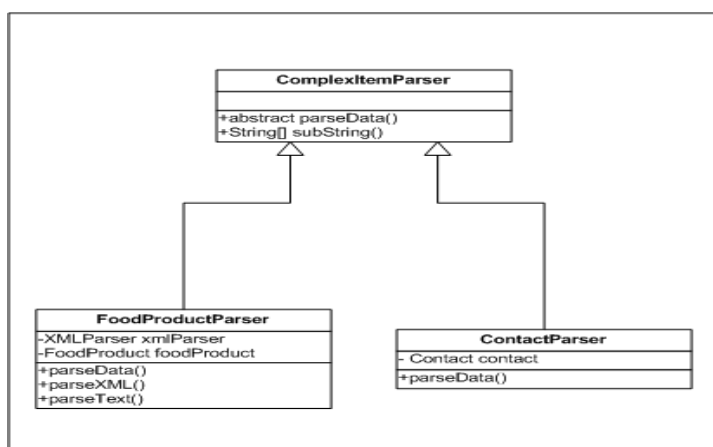 ComplexItemParser
+abstract parseData()
+String[] subString()
FoodProductParser
-XMLParser xmlParser
-FoodProduct foodProduct
+parseData()
+parseXML()
+parseText()
ContactParser
- Contact contact
+parseData()